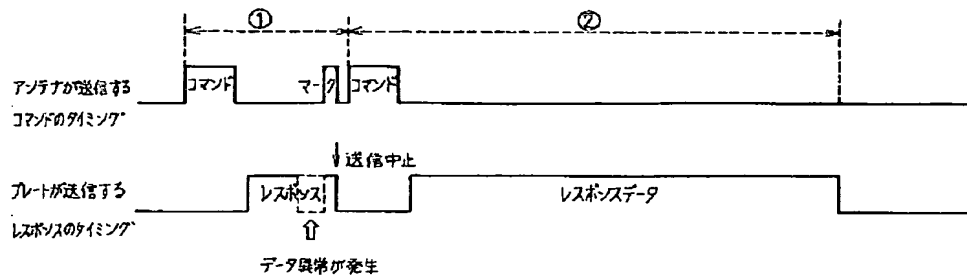 ① ②
アンテナが送信する
コマンドのタイミング
コマンド マーク コマンド
送信中止
プレートが送信する
レスポンスのタイミング
レスポンス レスポンスデータ
データ異常が発生